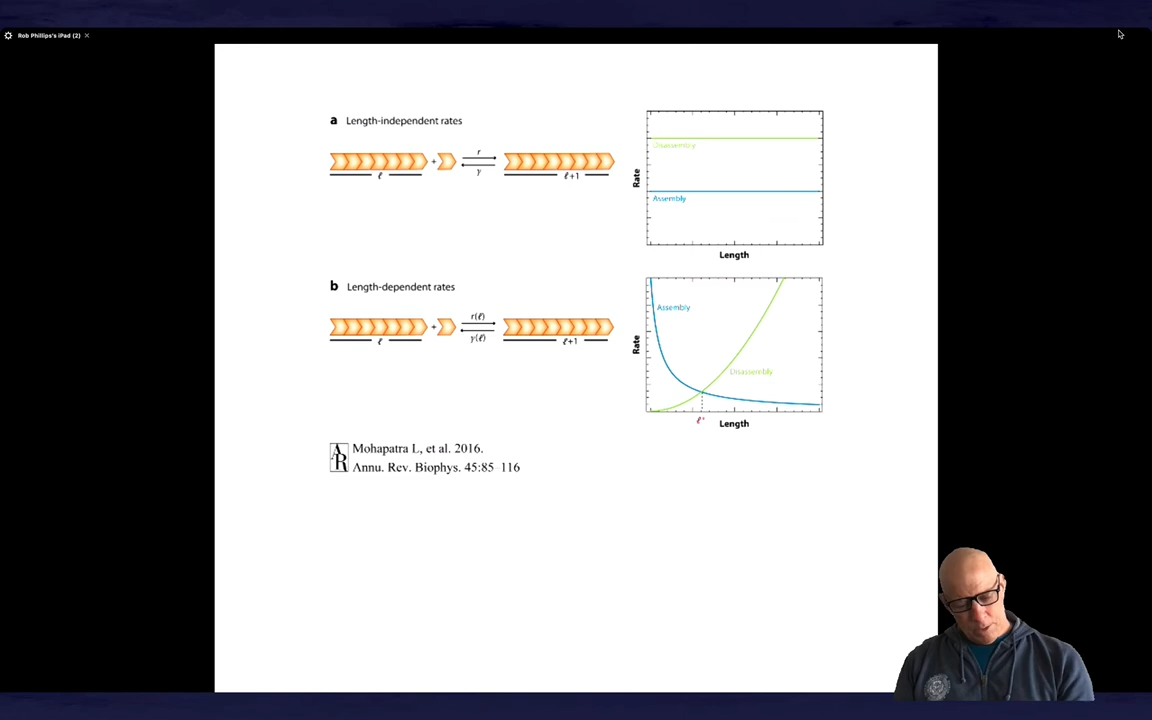 Rob Phillips's iPad (2) ×
a Length-independent rates
r
+
γ
ℓ
ℓ+1
Disassembly
Assembly
Rate
Length
b Length-dependent rates
r(ℓ)
+
γ(ℓ)
ℓ
ℓ+1
Assembly
Disassembly
Rate
ℓ*
Length
AR
Mohapatra L, et al. 2016.
Annu. Rev. Biophys. 45:85–116